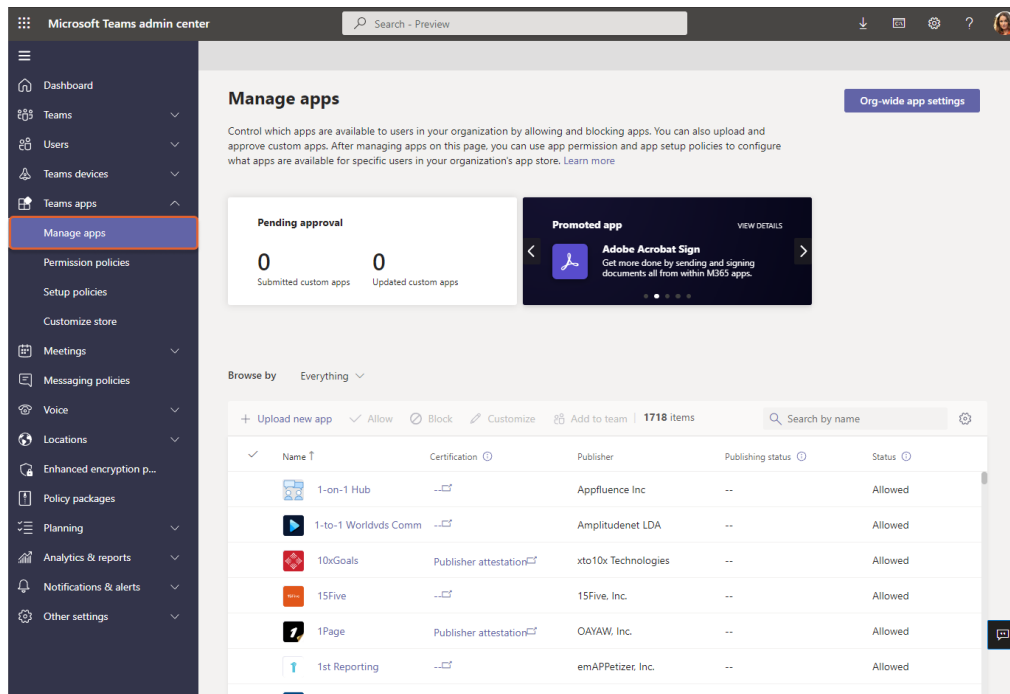 Microsoft Teams admin center
Search - Preview
Dashboard
Teams
Users
Teams devices
Teams apps
Manage apps
Permission policies
Setup policies
Customize store
Meetings
Messaging policies
Voice
Locations
Enhanced encryption p...
Policy packages
Planning
Analytics & reports
Notifications & alerts
Other settings
Manage apps
Org-wide app settings
Control which apps are available to users in your organization by allowing and blocking apps. You can also upload and
approve custom apps. After managing apps on this page, you can use app permission and app setup policies to configure
what apps are available for specific users in your organization's app store. Learn more
Pending approval
0 0
Submitted custom apps Updated custom apps
Promoted app VIEW DETAILS
Adobe Acrobat Sign
Get more done by sending and signing
documents all from within M365 apps.
Browse by Everything
+ Upload new app Allow Block Customize Add to team 1718 items Search by name
Name ↑ Certification Publisher Publishing status Status
1-on-1 Hub -- Appfluence Inc -- Allowed
1-to-1 Worldvds Comm -- Amplitudenet LDA -- Allowed
10xGoals Publisher attestation xto10x Technologies -- Allowed
15Five -- 15Five, Inc. -- Allowed
1Page Publisher attestation OAYAW, Inc. -- Allowed
1st Reporting -- emAPPetizer, Inc. -- Allowed